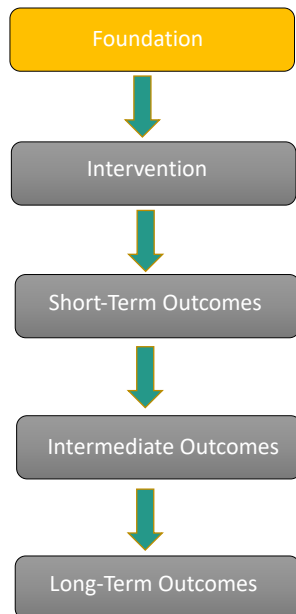 Foundation
Intervention
Short-Term Outcomes
Intermediate Outcomes
Long-Term Outcomes